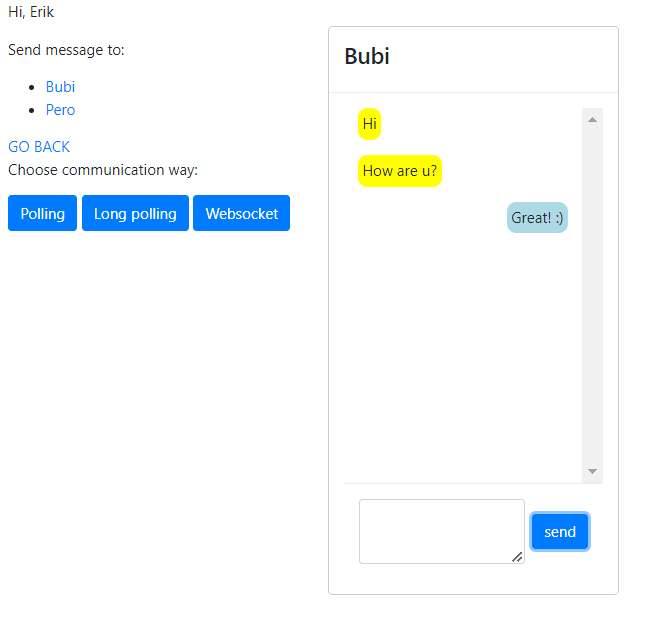 Hi, Erik
Send message to:
Bubi
Pero
GO BACK
Choose communication way:
Polling Long polling Websocket
Bubi
Hi
How are u?
Great! :)
send